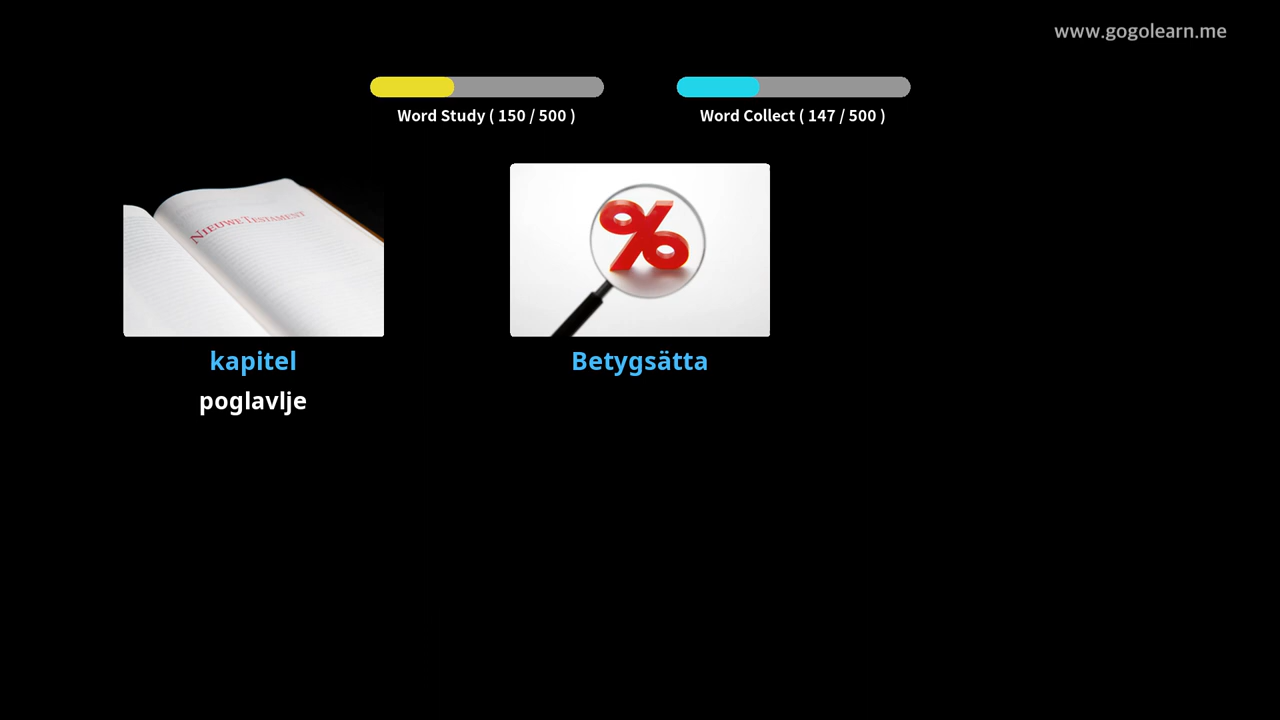 www.gogolearn.me
Word Study ( 150 / 500 )
Word Collect ( 147 / 500 )
NIEUWE TESTAMENT
%
kapitel
Betygsätta
poglavlje